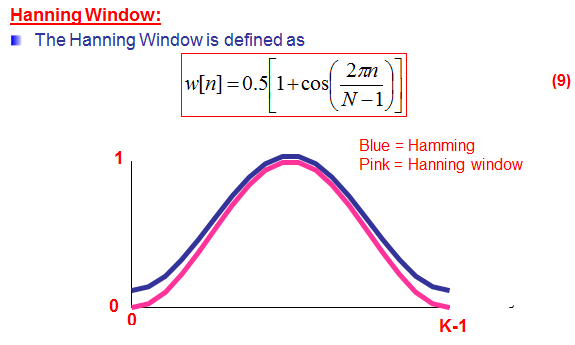 Hanning Window:
The Hanning Window is defined as
w[n] = 0.5[1+cos(2πn/N−1)]
(9)
Blue = Hamming
Pink = Hanning window
1
0
0
K-1